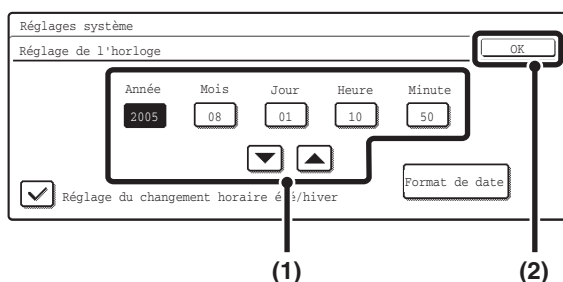 Réglages système
Réglage de l'horloge
OK
Année Mois Jour Heure Minute
2005 08 01 10 50
Format de date
Réglage du changement horaire été/hiver
(1) (2)